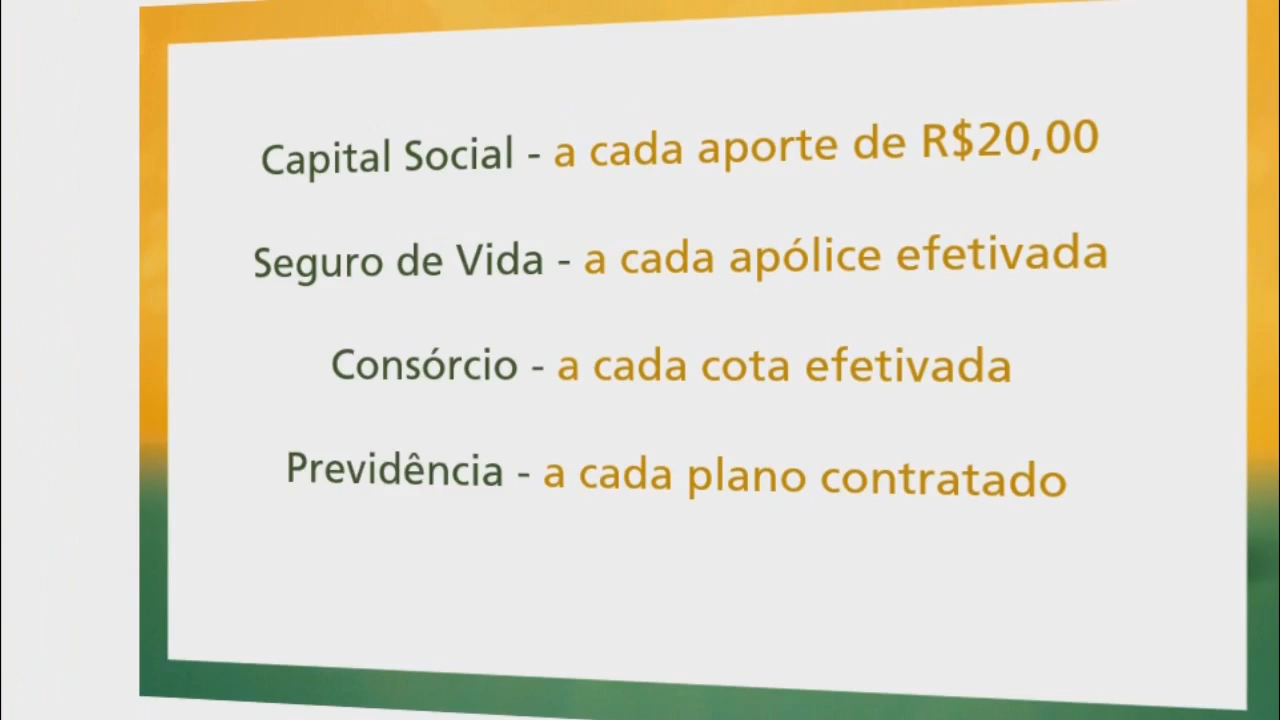 Capital Social - a cada aporte de R$20,00
Seguro de Vida - a cada apólice efetivada
Consórcio - a cada cota efetivada
Previdência - a cada plano contratado